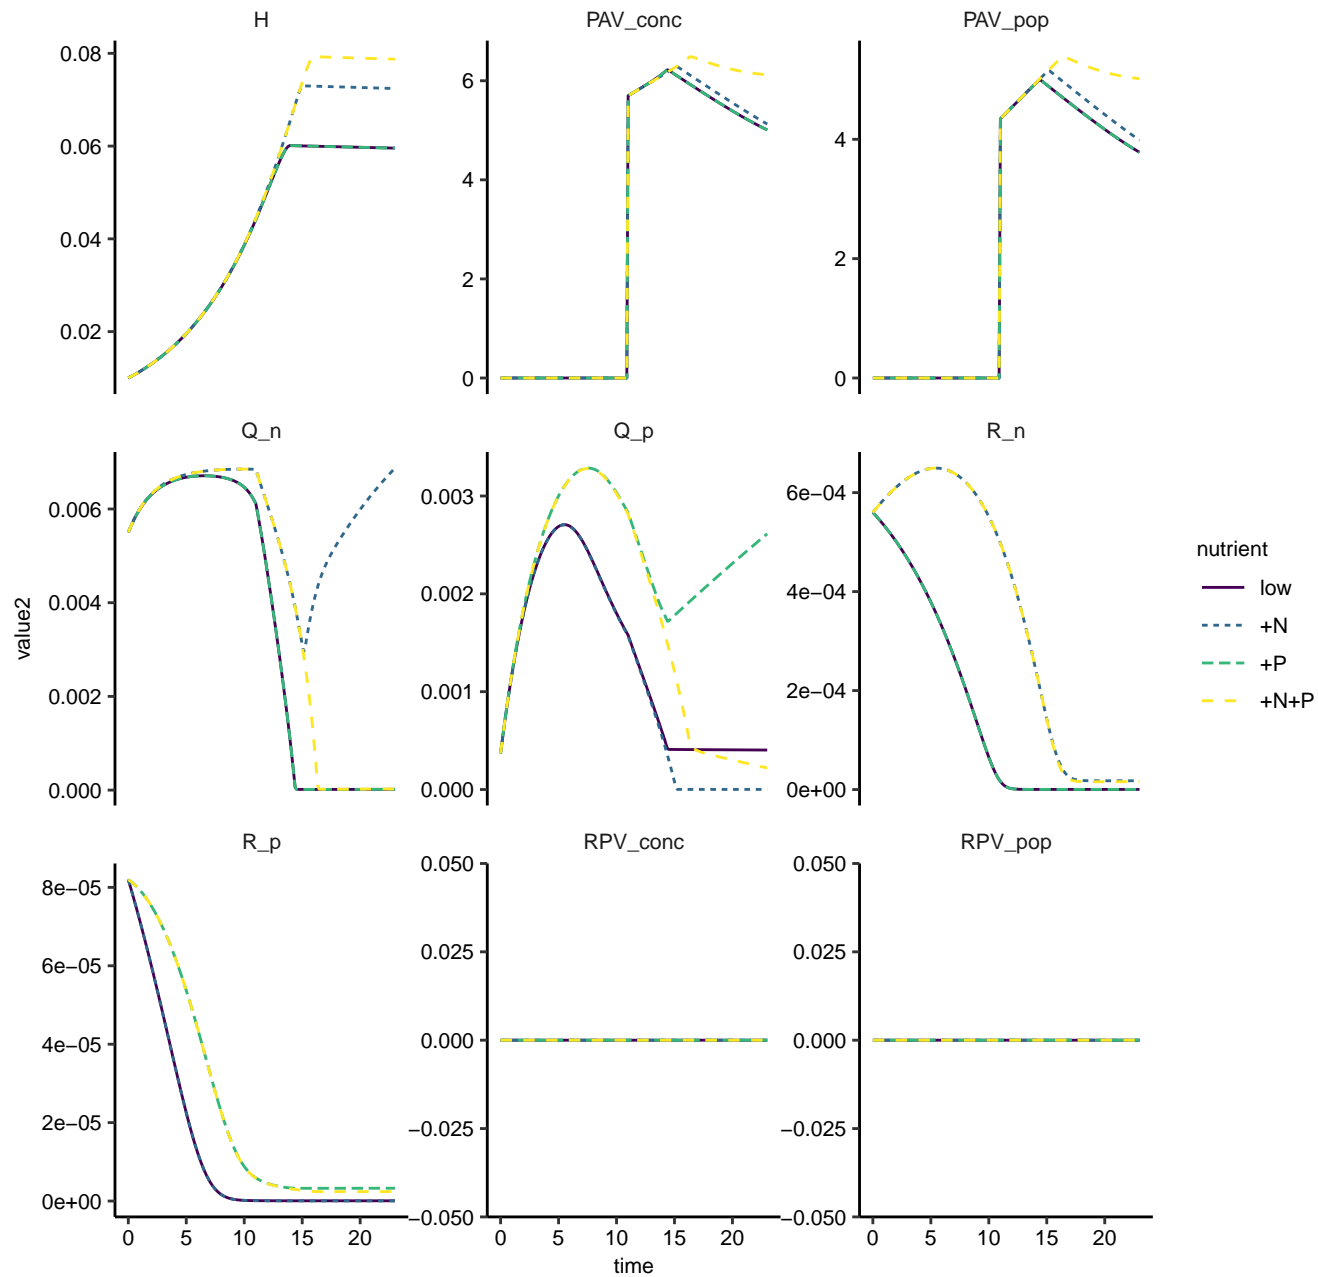 H
PAV_conc
PAV_pop
0.08
0.06
0.04
0.02
6
4
2
0
4
2
0
Q_n
Q_p
R_n
0.006
0.004
0.002
0.000
0.003
0.002
0.001
0.000
6e−04
4e−04
2e−04
0e+00
R_p
RPV_conc
RPV_pop
8e−05
6e−05
4e−05
2e−05
0e+00
0.050
0.025
0.000
−0.025
−0.050
0.050
0.025
0.000
−0.025
−0.050
0 5 10 15 20
0 5 10 15 20
0 5 10 15 20
time
value2
nutrient
low
+N
+P
+N+P